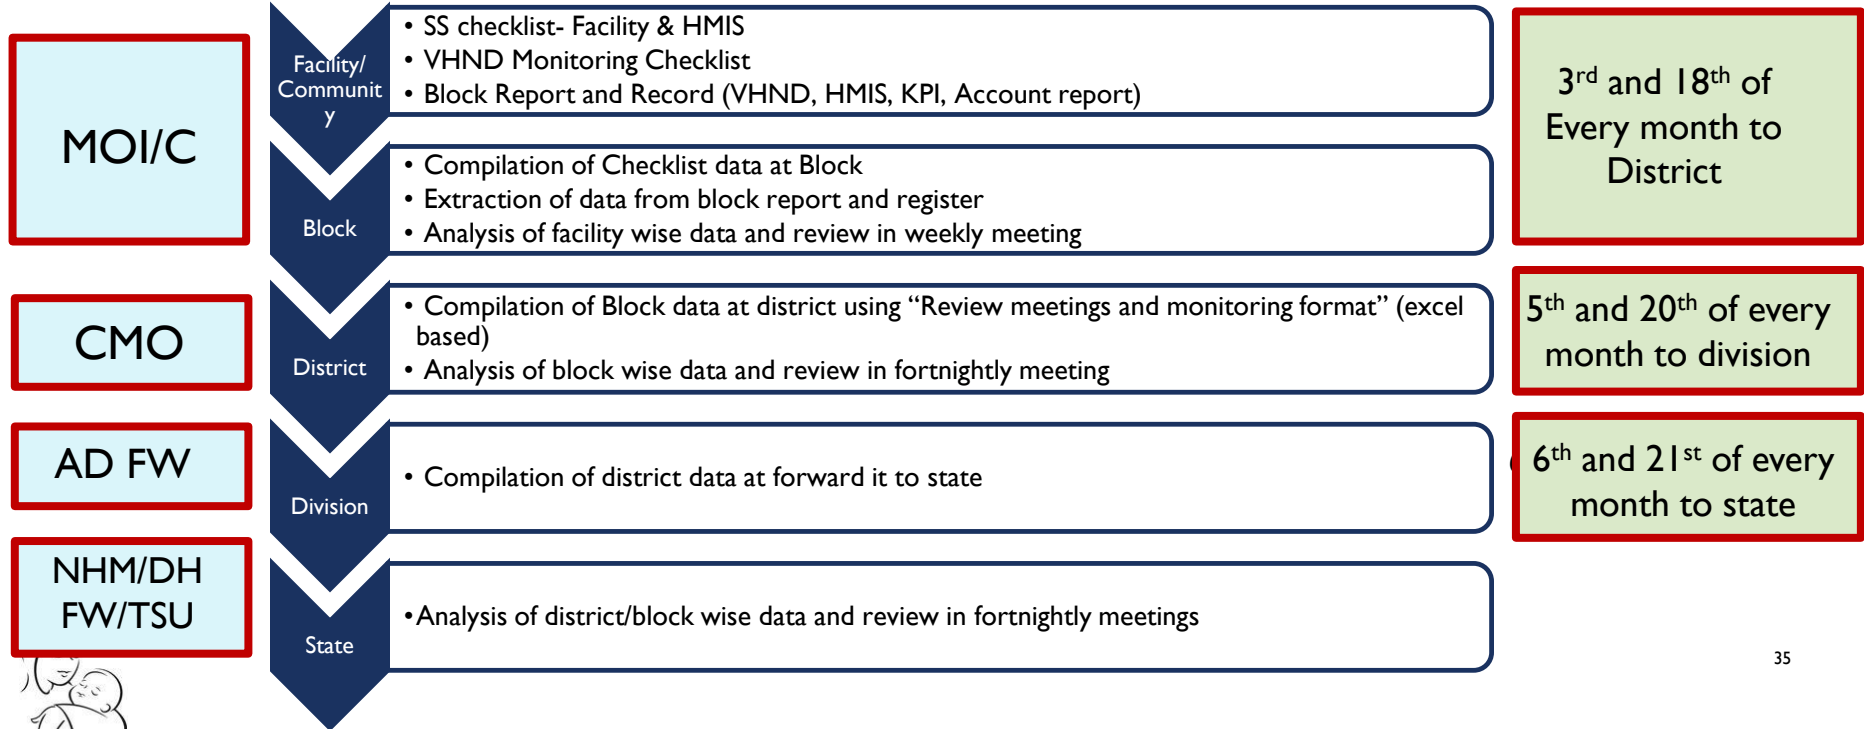 MOI/C
Facility/
Communit
y
• SS checklist- Facility & HMIS
• VHND Monitoring Checklist
• Block Report and Record (VHND, HMIS, KPI, Account report)
3rd and 18th of
Every month to
District
Block
• Compilation of Checklist data at Block
• Extraction of data from block report and register
• Analysis of facility wise data and review in weekly meeting
CMO
District
• Compilation of Block data at district using “Review meetings and monitoring format” (excel
based)
• Analysis of block wise data and review in fortnightly meeting
5th and 20th of every
month to division
AD FW
Division
• Compilation of district data at forward it to state
6th and 21st of every
month to state
NHM/DH
FW/TSU
State
•Analysis of district/block wise data and review in fortnightly meetings
35